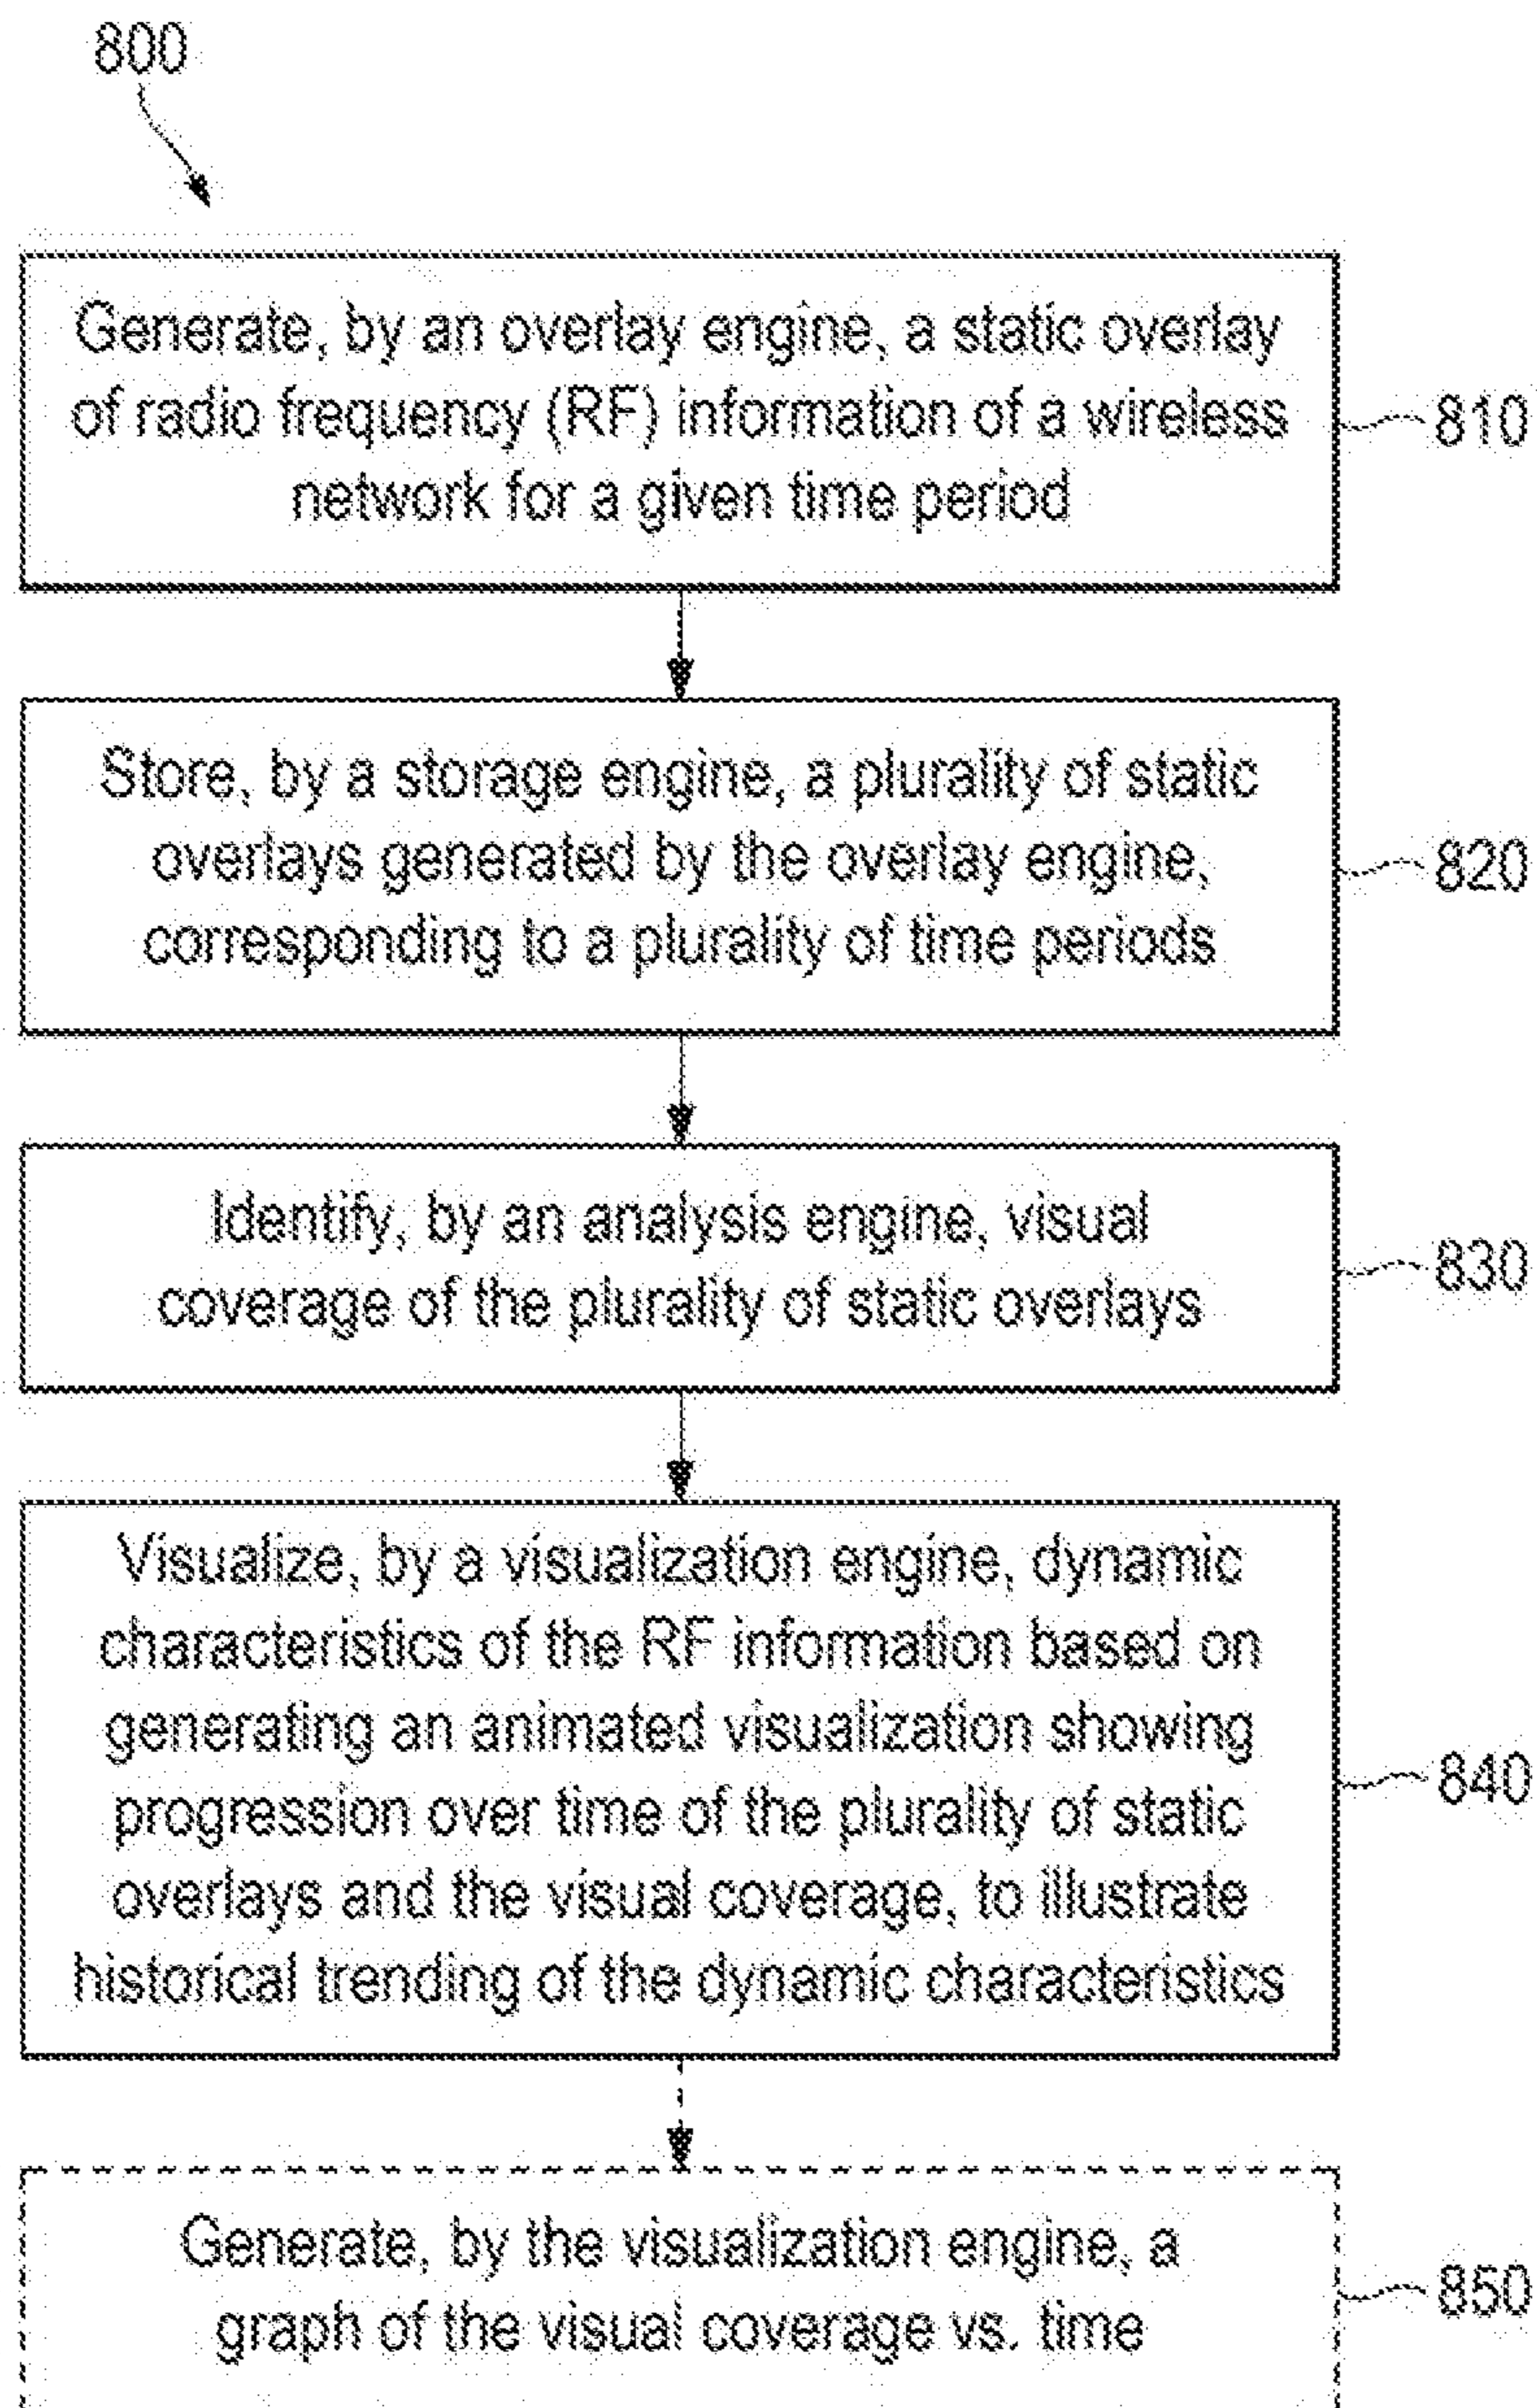 800
Generate, by an overlay engine, a static overlay
of radio frequency (RF) information of a wireless
network for a given time period
810
Store, by a storage engine, a plurality of static
overlays generated by the overlay engine,
corresponding to a plurality of time periods
820
Identify, by an analysis engine, visual
coverage of the plurality of static overlays
830
Visualize, by a visualization engine, dynamic
characteristics of the RF information based on
generating an animated visualization showing
progression over time of the plurality of static
overlays and the visual coverage, to illustrate
historical trending of the dynamic characteristics
840
Generate, by the visualization engine, a
graph of the visual coverage vs. time
850